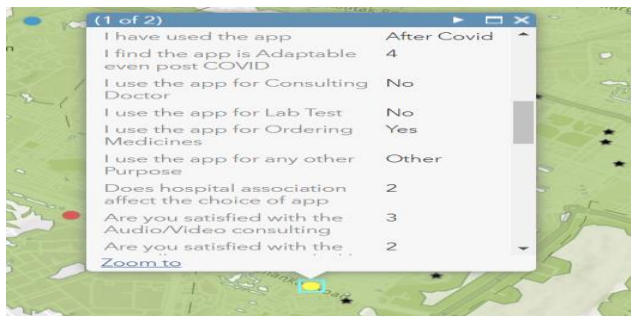 (1 of 2)
I have used the app After Covid
I find the app is Adaptable 4
even post COVID
I use the app for Consulting No
Doctor
I use the app for Lab Test No
I use the app for Ordering Yes
Medicines
I use the app for any other Other
Purpose
Does hospital association 2
affect the choice of app
Are you satisfied with the 3
Audio/Video consulting
Are you satisfied with the 2
Zoom to